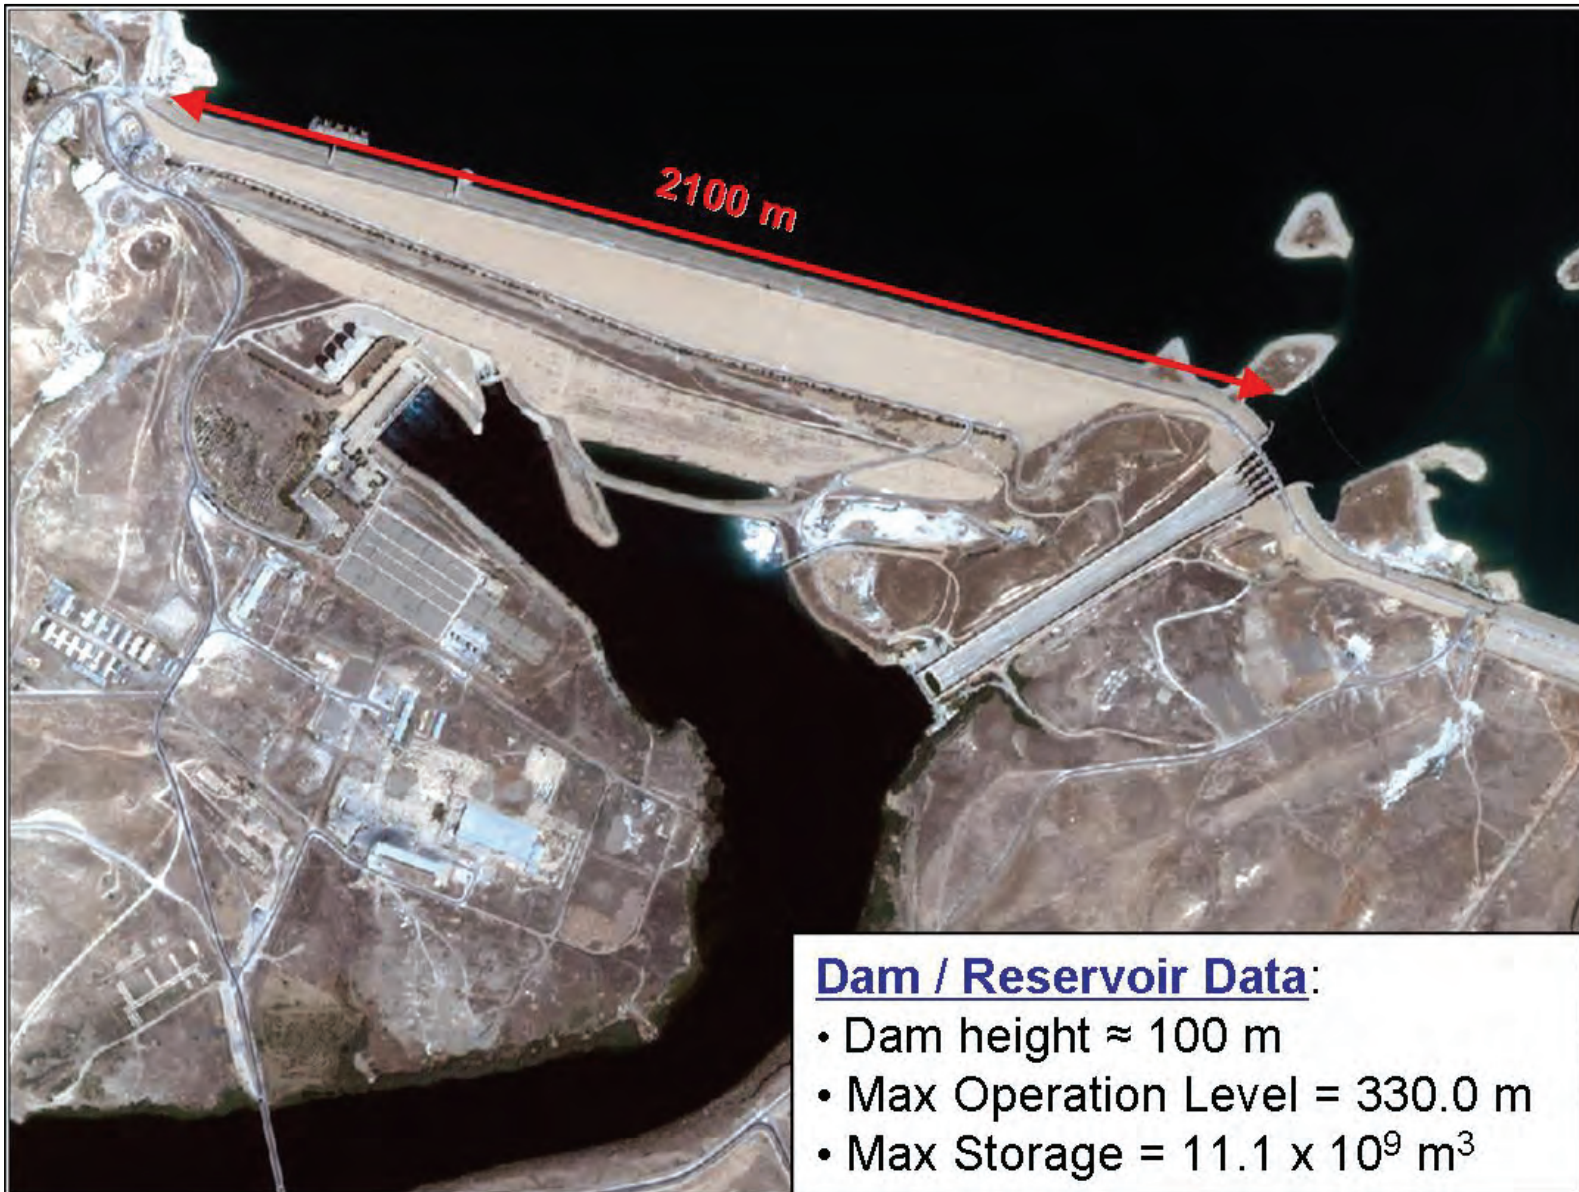 2100 m
Dam / Reservoir Data:
• Dam height ≈ 100 m
• Max Operation Level = 330.0 m
• Max Storage = 11.1 x 10⁹ m³